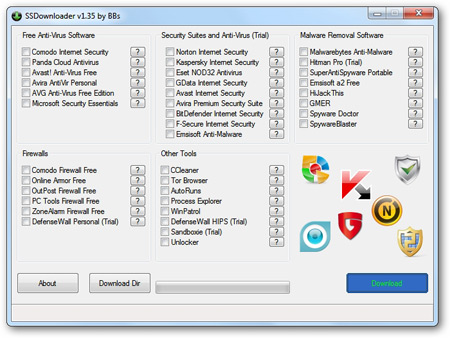 SSDownloader v1.35 by BBs
Free Anti-Virus Software
Comodo Internet Security ?
Panda Cloud Antivirus ?
Avast! Anti-Virus Free ?
Avira AntiVir Personal ?
AVG Anti-Virus Free Edition ?
Microsoft Security Essentials ?
Security Suites and Anti-Virus (Trial)
Norton Internet Security ?
Kaspersky Internet Security ?
Eset NOD32 Antivirus ?
GData Internet Security ?
Avast Internet Security ?
Avira Premium Security Suite ?
BitDefender Internet Security ?
F-Secure Internet Security ?
Emsisoft Anti-Malware ?
Malware Removal Software
Malwarebytes Anti-Malware ?
Hitman Pro (Trial) ?
SuperAntiSpyware Portable ?
Emsisoft a2 Free ?
HiJackThis ?
GMER ?
Spyware Doctor ?
SpywareBlaster ?
Firewalls
Comodo Firewall Free ?
Online Armor Free ?
OutPost Firewall Free ?
PC Tools Firewall Free ?
ZoneAlarm Firewall Free ?
DefenseWall Personal (Trial) ?
Other Tools
CCleaner ?
Tor Browser ?
AutoRuns ?
Process Explorer ?
WinPatrol ?
DefenseWall HIPS (Trial) ?
Sandboxie (Trial) ?
Unlocker ?
K
N
G
About
Download Dir
Download